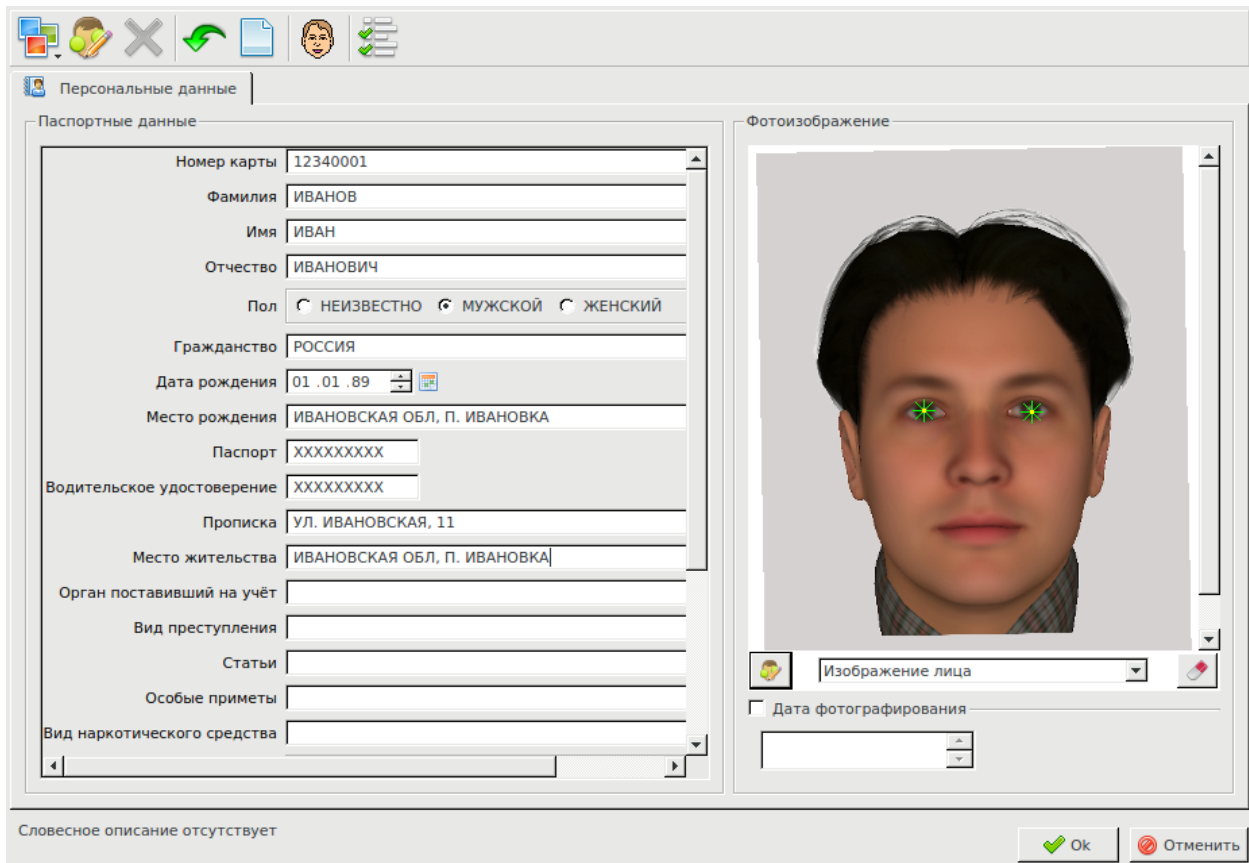 Персональные данные
Паспортные данные
Номер карты 12340001
Фамилия ИВАНОВ
Имя ИВАН
Отчество ИВАНОВИЧ
Пол НЕИЗВЕСТНО МУЖСКОЙ ЖЕНСКИЙ
Гражданство РОССИЯ
Дата рождения 01 .01 .89
Место рождения ИВАНОВСКАЯ ОБЛ, П. ИВАНОВКА
Паспорт XXXXXXXXX
Водительское удостоверение XXXXXXXXX
Прописка УЛ. ИВАНОВСКАЯ, 11
Место жительства ИВАНОВСКАЯ ОБЛ, П. ИВАНОВКА
Орган поставивший на учёт
Вид преступления
Статьи
Особые приметы
Вид наркотического средства
Фотоизображение
Изображение лица
Дата фотографирования
Словесное описание отсутствует
Ok Отменить